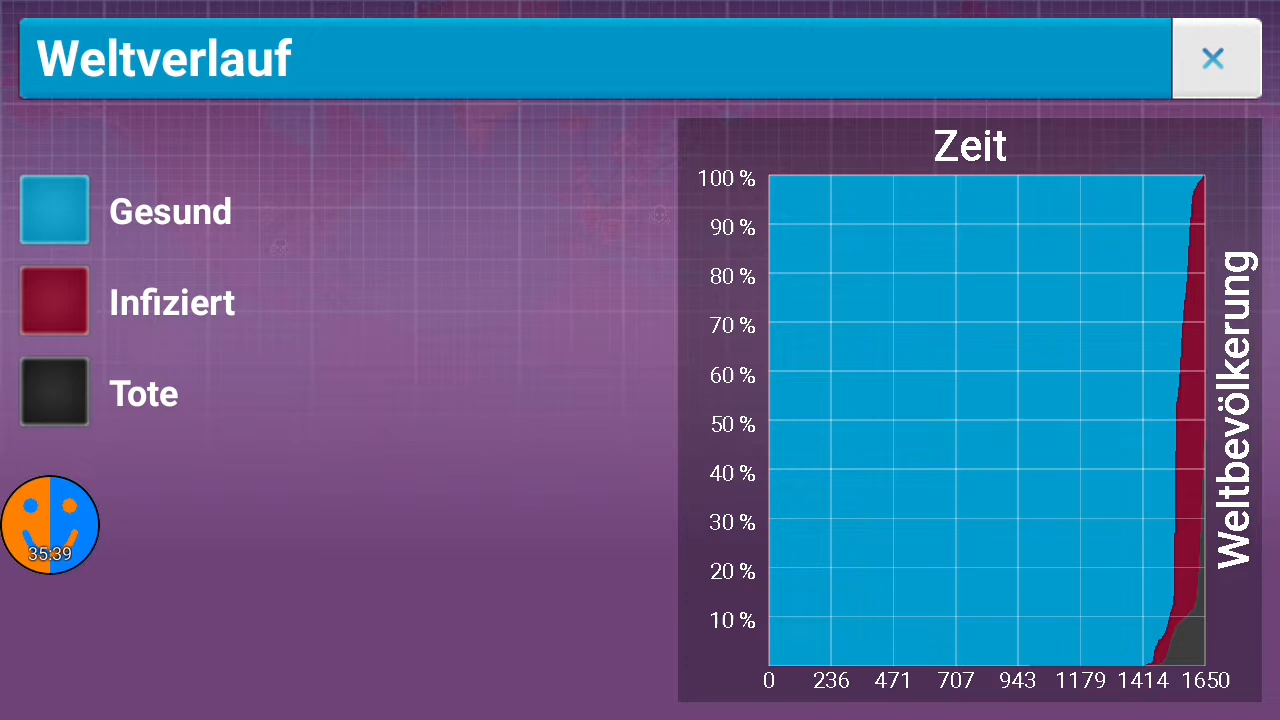 Weltverlauf
×
Gesund
Infiziert
Tote
35:39
Zeit
100 %
90 %
80 %
70 %
60 %
50 %
40 %
30 %
20 %
10 %
0 236 471 707 943 1179 1414 1650
Weltbevölkerung